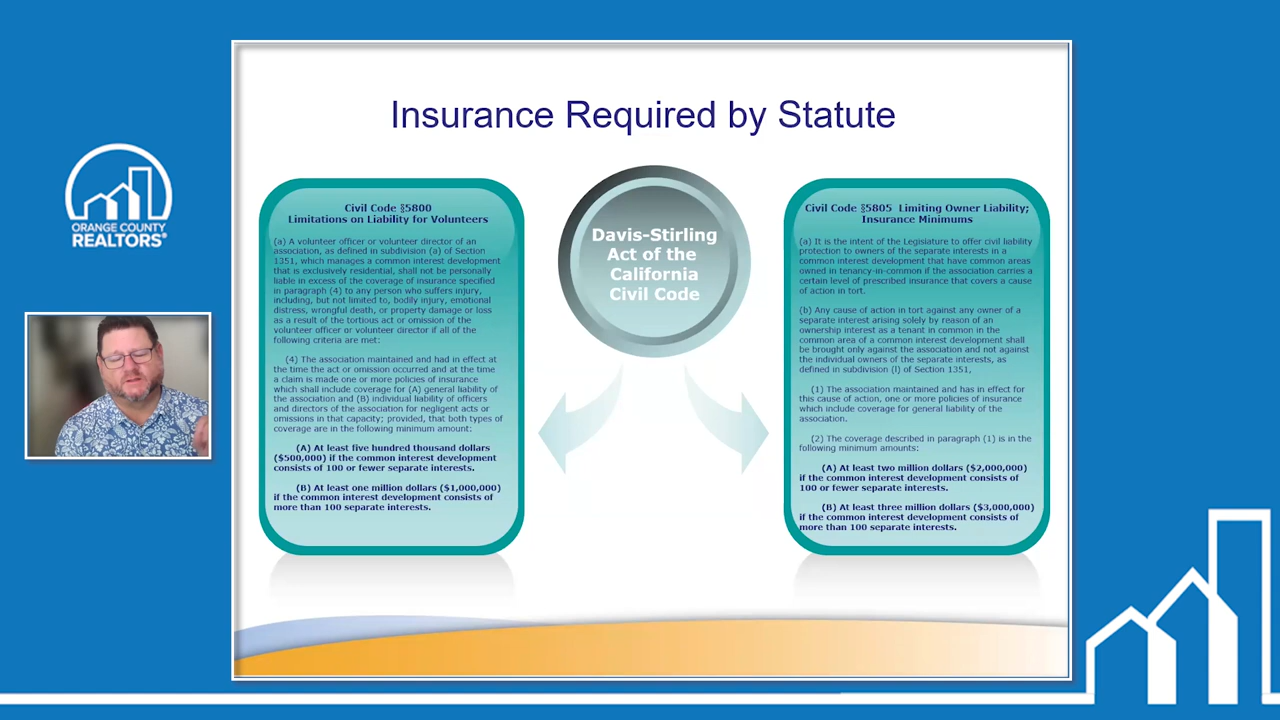 ORANGE COUNTY
REALTORS®
Insurance Required by Statute
Civil Code §5800
Limitations on Liability for Volunteers
(a) A volunteer officer or volunteer director of an
association, as defined in subdivision (a) of Section
1351, which manages a common interest development
that is exclusively residential, shall not be personally
liable in excess of the coverage of insurance specified
in paragraph (4) to any person who suffers injury,
including, but not limited to, bodily injury, emotional
distress, wrongful death, or property damage or loss
as a result of the tortious act or omission of the
volunteer officer or volunteer director if all of the
following criteria are met:
(4) The association maintained and had in effect at
the time the act or omission occurred and at the time
a claim is made one or more policies of insurance
which shall include coverage for (A) general liability of
the association and (B) individual liability of officers
and directors of the association for negligent acts or
omissions in that capacity; provided, that both types of
coverage are in the following minimum amount:
(A) At least five hundred thousand dollars
($500,000) if the common interest development
consists of 100 or fewer separate interests.
(B) At least one million dollars ($1,000,000)
if the common interest development consists of
more than 100 separate interests.
Davis-Stirling
Act of the
California
Civil Code
Civil Code §5805 Limiting Owner Liability;
Insurance Minimums
(a) It is the intent of the Legislature to offer civil liability
protection to owners of the separate interests in a
common interest development that have common areas
owned in tenancy-in-common if the association carries a
certain level of prescribed insurance that covers a cause
of action in tort.
(b) Any cause of action in tort against any owner of a
separate interest arising solely by reason of an
ownership interest as a tenant in common in the
common area of a common interest development shall
be brought only against the association and not against
the individual owners of the separate interests, as
defined in subdivision (l) of Section 1351,
(1) The association maintained and has in effect for
this cause of action, one or more policies of insurance
which include coverage for general liability of the
association.
(2) The coverage described in paragraph (1) is in the
following minimum amounts:
(A) At least two million dollars ($2,000,000)
if the common interest development consists of
100 or fewer separate interests.
(B) At least three million dollars ($3,000,000)
if the common interest development consists of
more than 100 separate interests.